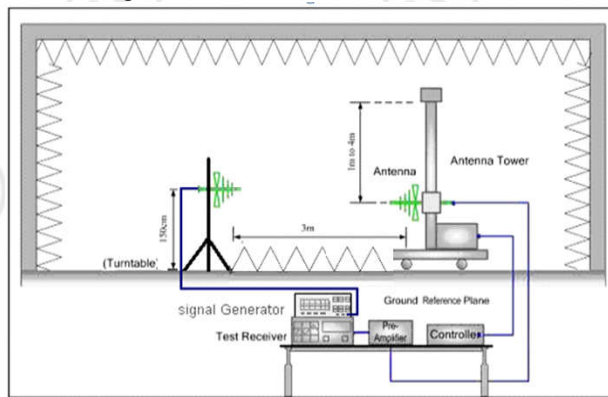 1m to 4m
Antenna
Antenna Tower
150cm
3m
(Turntable)
Ground Reference Plane
signal Generator
Test Receiver
Pre-
Amplifier
Controller